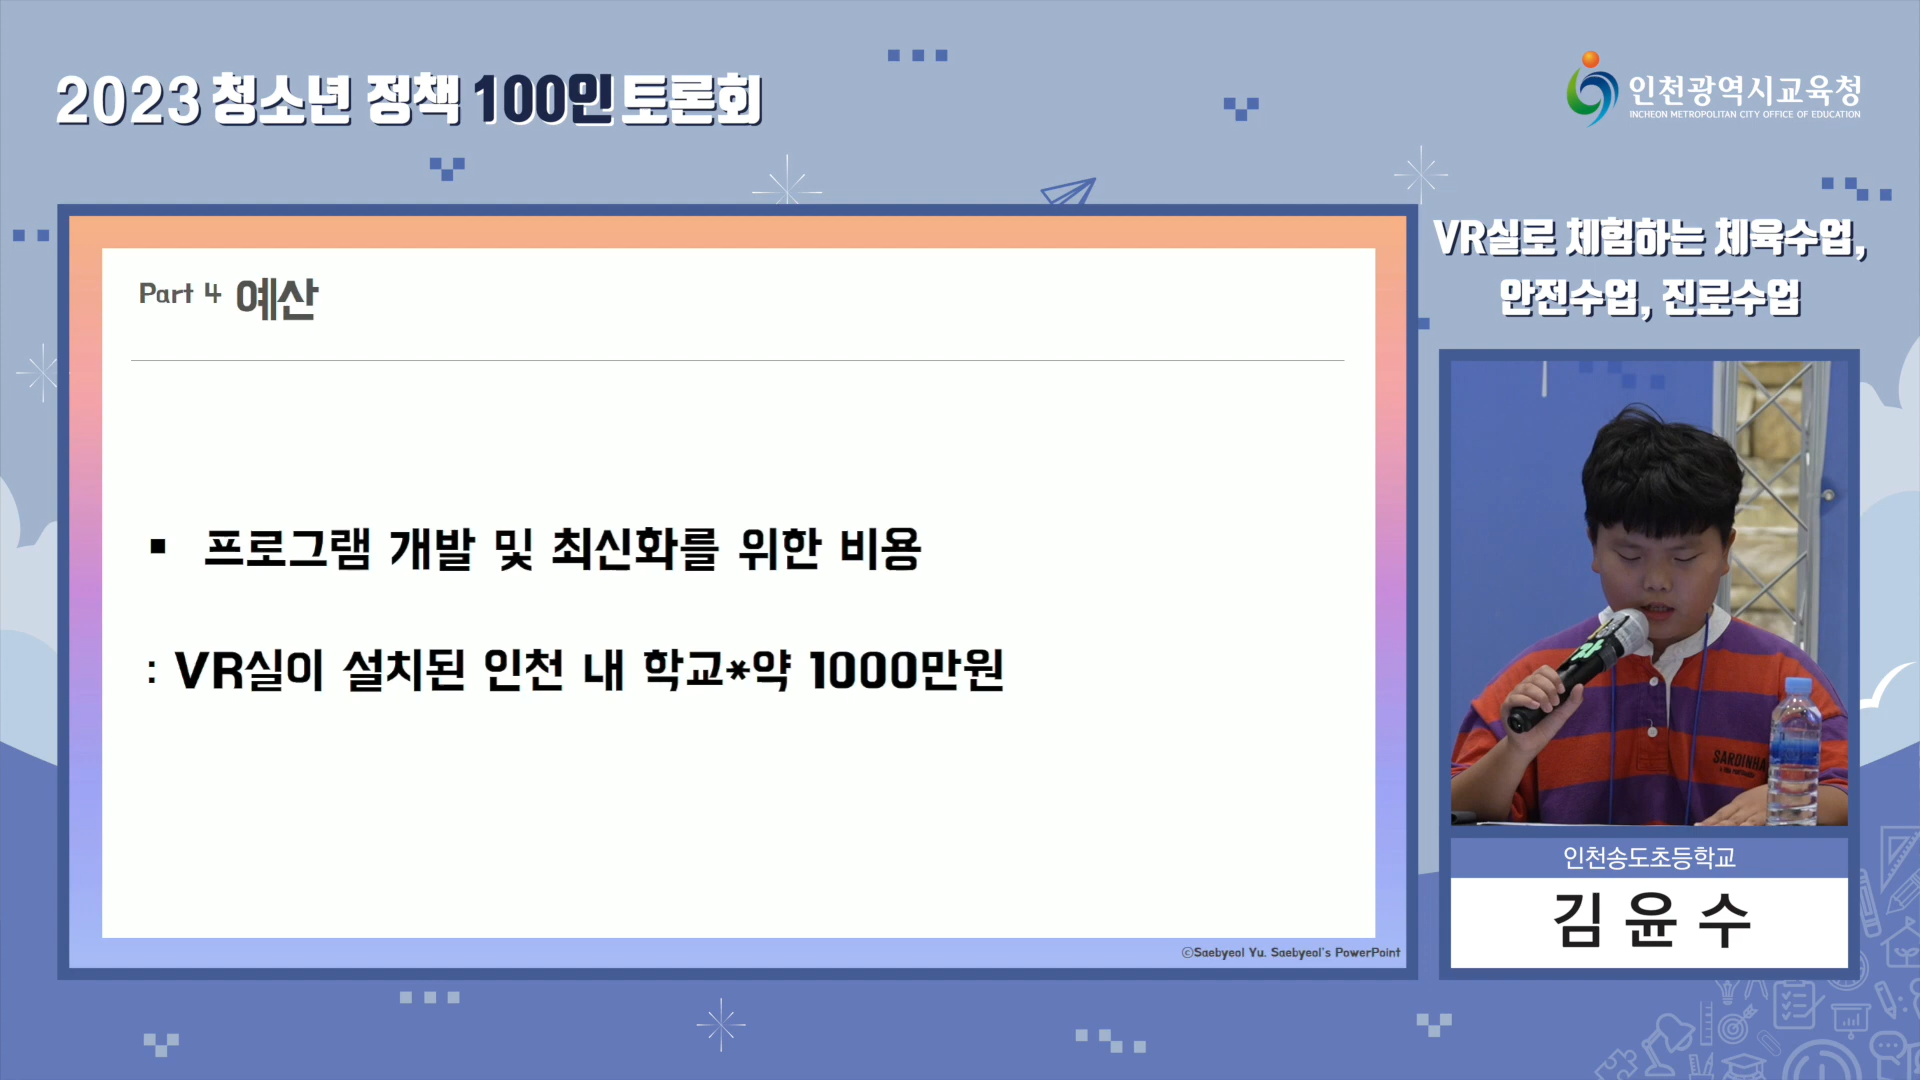 2023 청소년 정책 100인 토론회
인천광역시교육청
INCHEON METROPOLITAN CITY OFFICE OF EDUCATION
VR실로 체험하는 체육수업,
안전수업, 진로수업
Part 4 예산
▪ 프로그램 개발 및 최신화를 위한 비용
: VR실이 설치된 인천 내 학교*약 1000만원
©Saebyeol Yu. Saebyeol's PowerPoint
SARDINHA
인천송도초등학교
김윤수